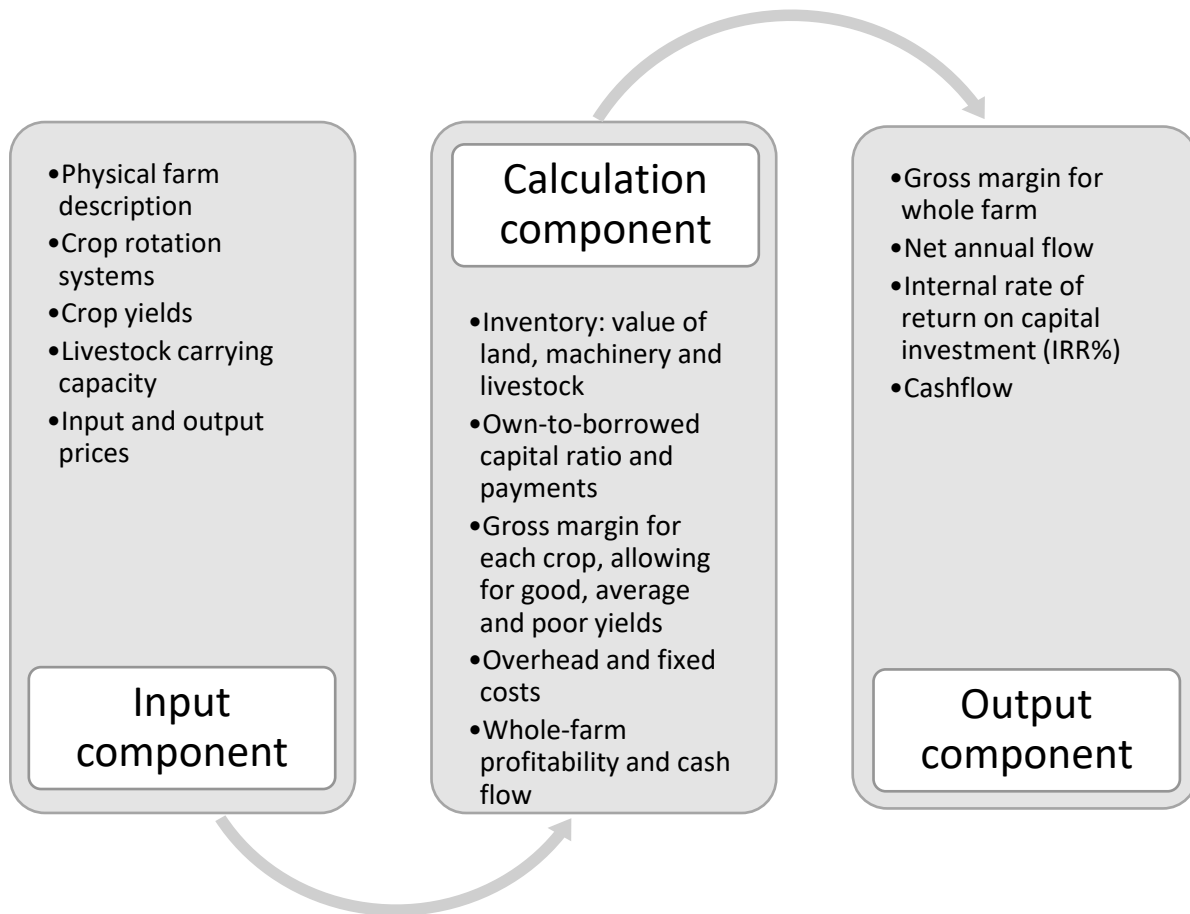 •Physical farm
description
•Crop rotation
systems
•Crop yields
•Livestock carrying
capacity
•Input and output
prices
Input
component
Calculation
component
•Inventory: value of
land, machinery and
livestock
•Own-to-borrowed
capital ratio and
payments
•Gross margin for
each crop, allowing
for good, average
and poor yields
•Overhead and fixed
costs
•Whole-farm
profitability and cash
flow
•Gross margin for
whole farm
•Net annual flow
•Internal rate of
return on capital
investment (IRR%)
•Cashflow
Output
component